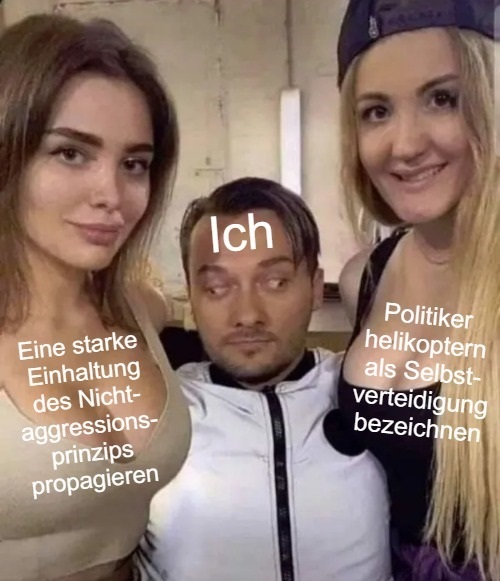 Ich
Eine starke
Einhaltung
des Nicht-
aggressions-
prinzips
propagieren
Politiker
helikoptern
als Selbst-
verteidigung
bezeichnen